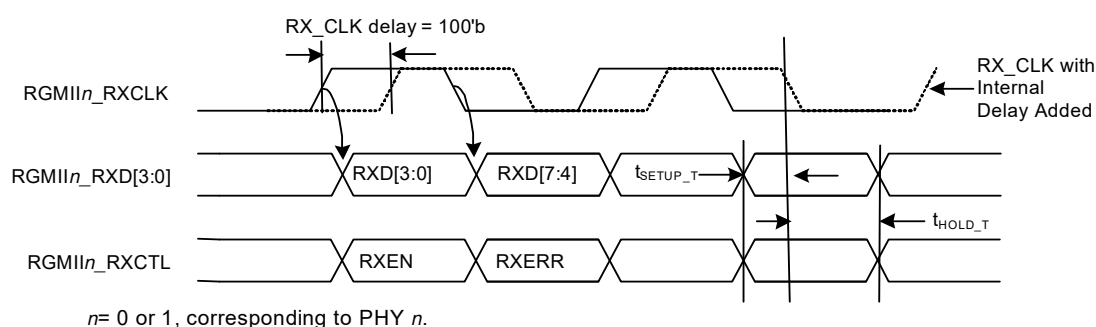 RX_CLK delay = 100'b
RGMIIn_RXCLK
RX_CLK with
Internal
Delay Added
RGMIIn_RXD[3:0]
RXD[3:0]
RXD[7:4]
tSETUP_T
tHOLD_T
RGMIIn_RXCTL
RXEN
RXERR
n= 0 or 1, corresponding to PHY n.